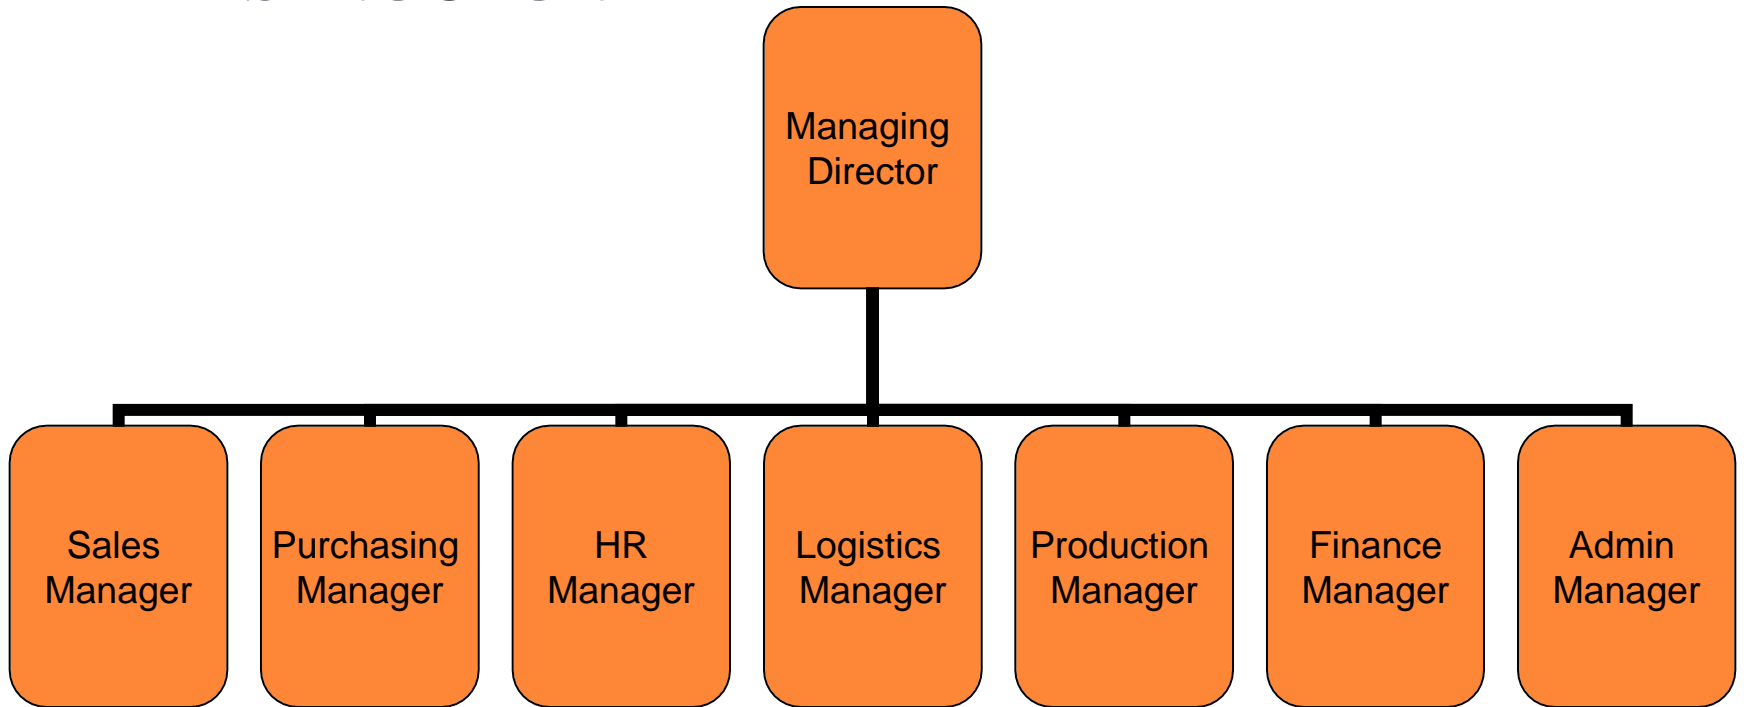 Managing
Director
Sales
Manager
Purchasing
Manager
HR
Manager
Logistics
Manager
Production
Manager
Finance
Manager
Admin
Manager